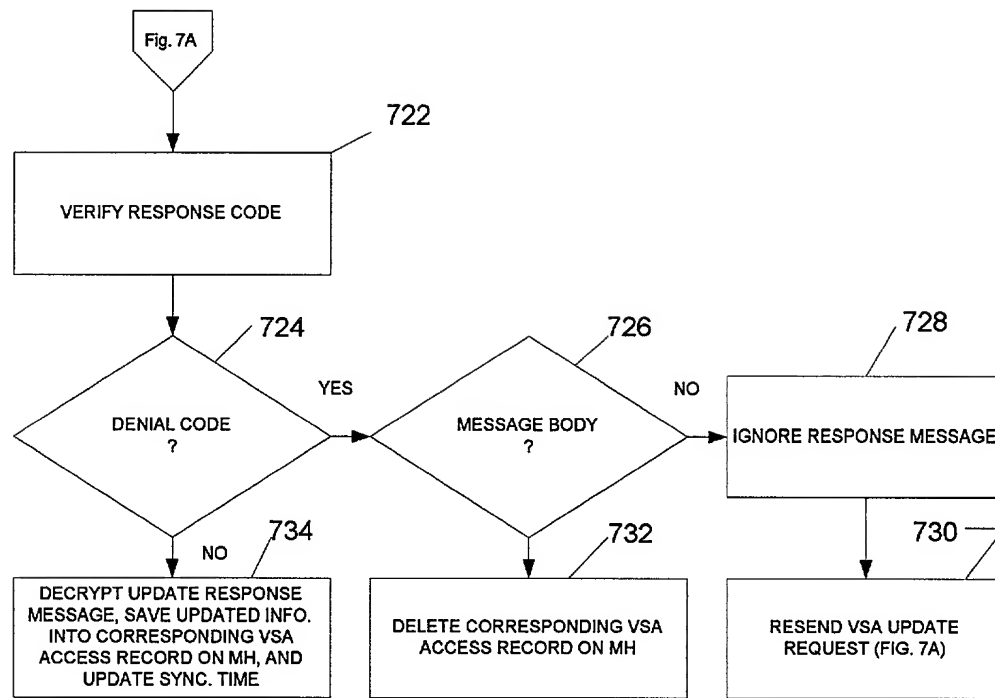 Fig. 7A
722
VERIFY RESPONSE CODE
724
726
728
YES
NO
DENIAL CODE
?
MESSAGE BODY
?
IGNORE RESPONSE MESSAGE
NO
734
732
730
DECRYPT UPDATE RESPONSE
MESSAGE, SAVE UPDATED INFO.
INTO CORRESPONDING VSA
ACCESS RECORD ON MH, AND
UPDATE SYNC. TIME
DELETE CORRESPONDING VSA
ACCESS RECORD ON MH
RESEND VSA UPDATE
REQUEST (FIG. 7A)